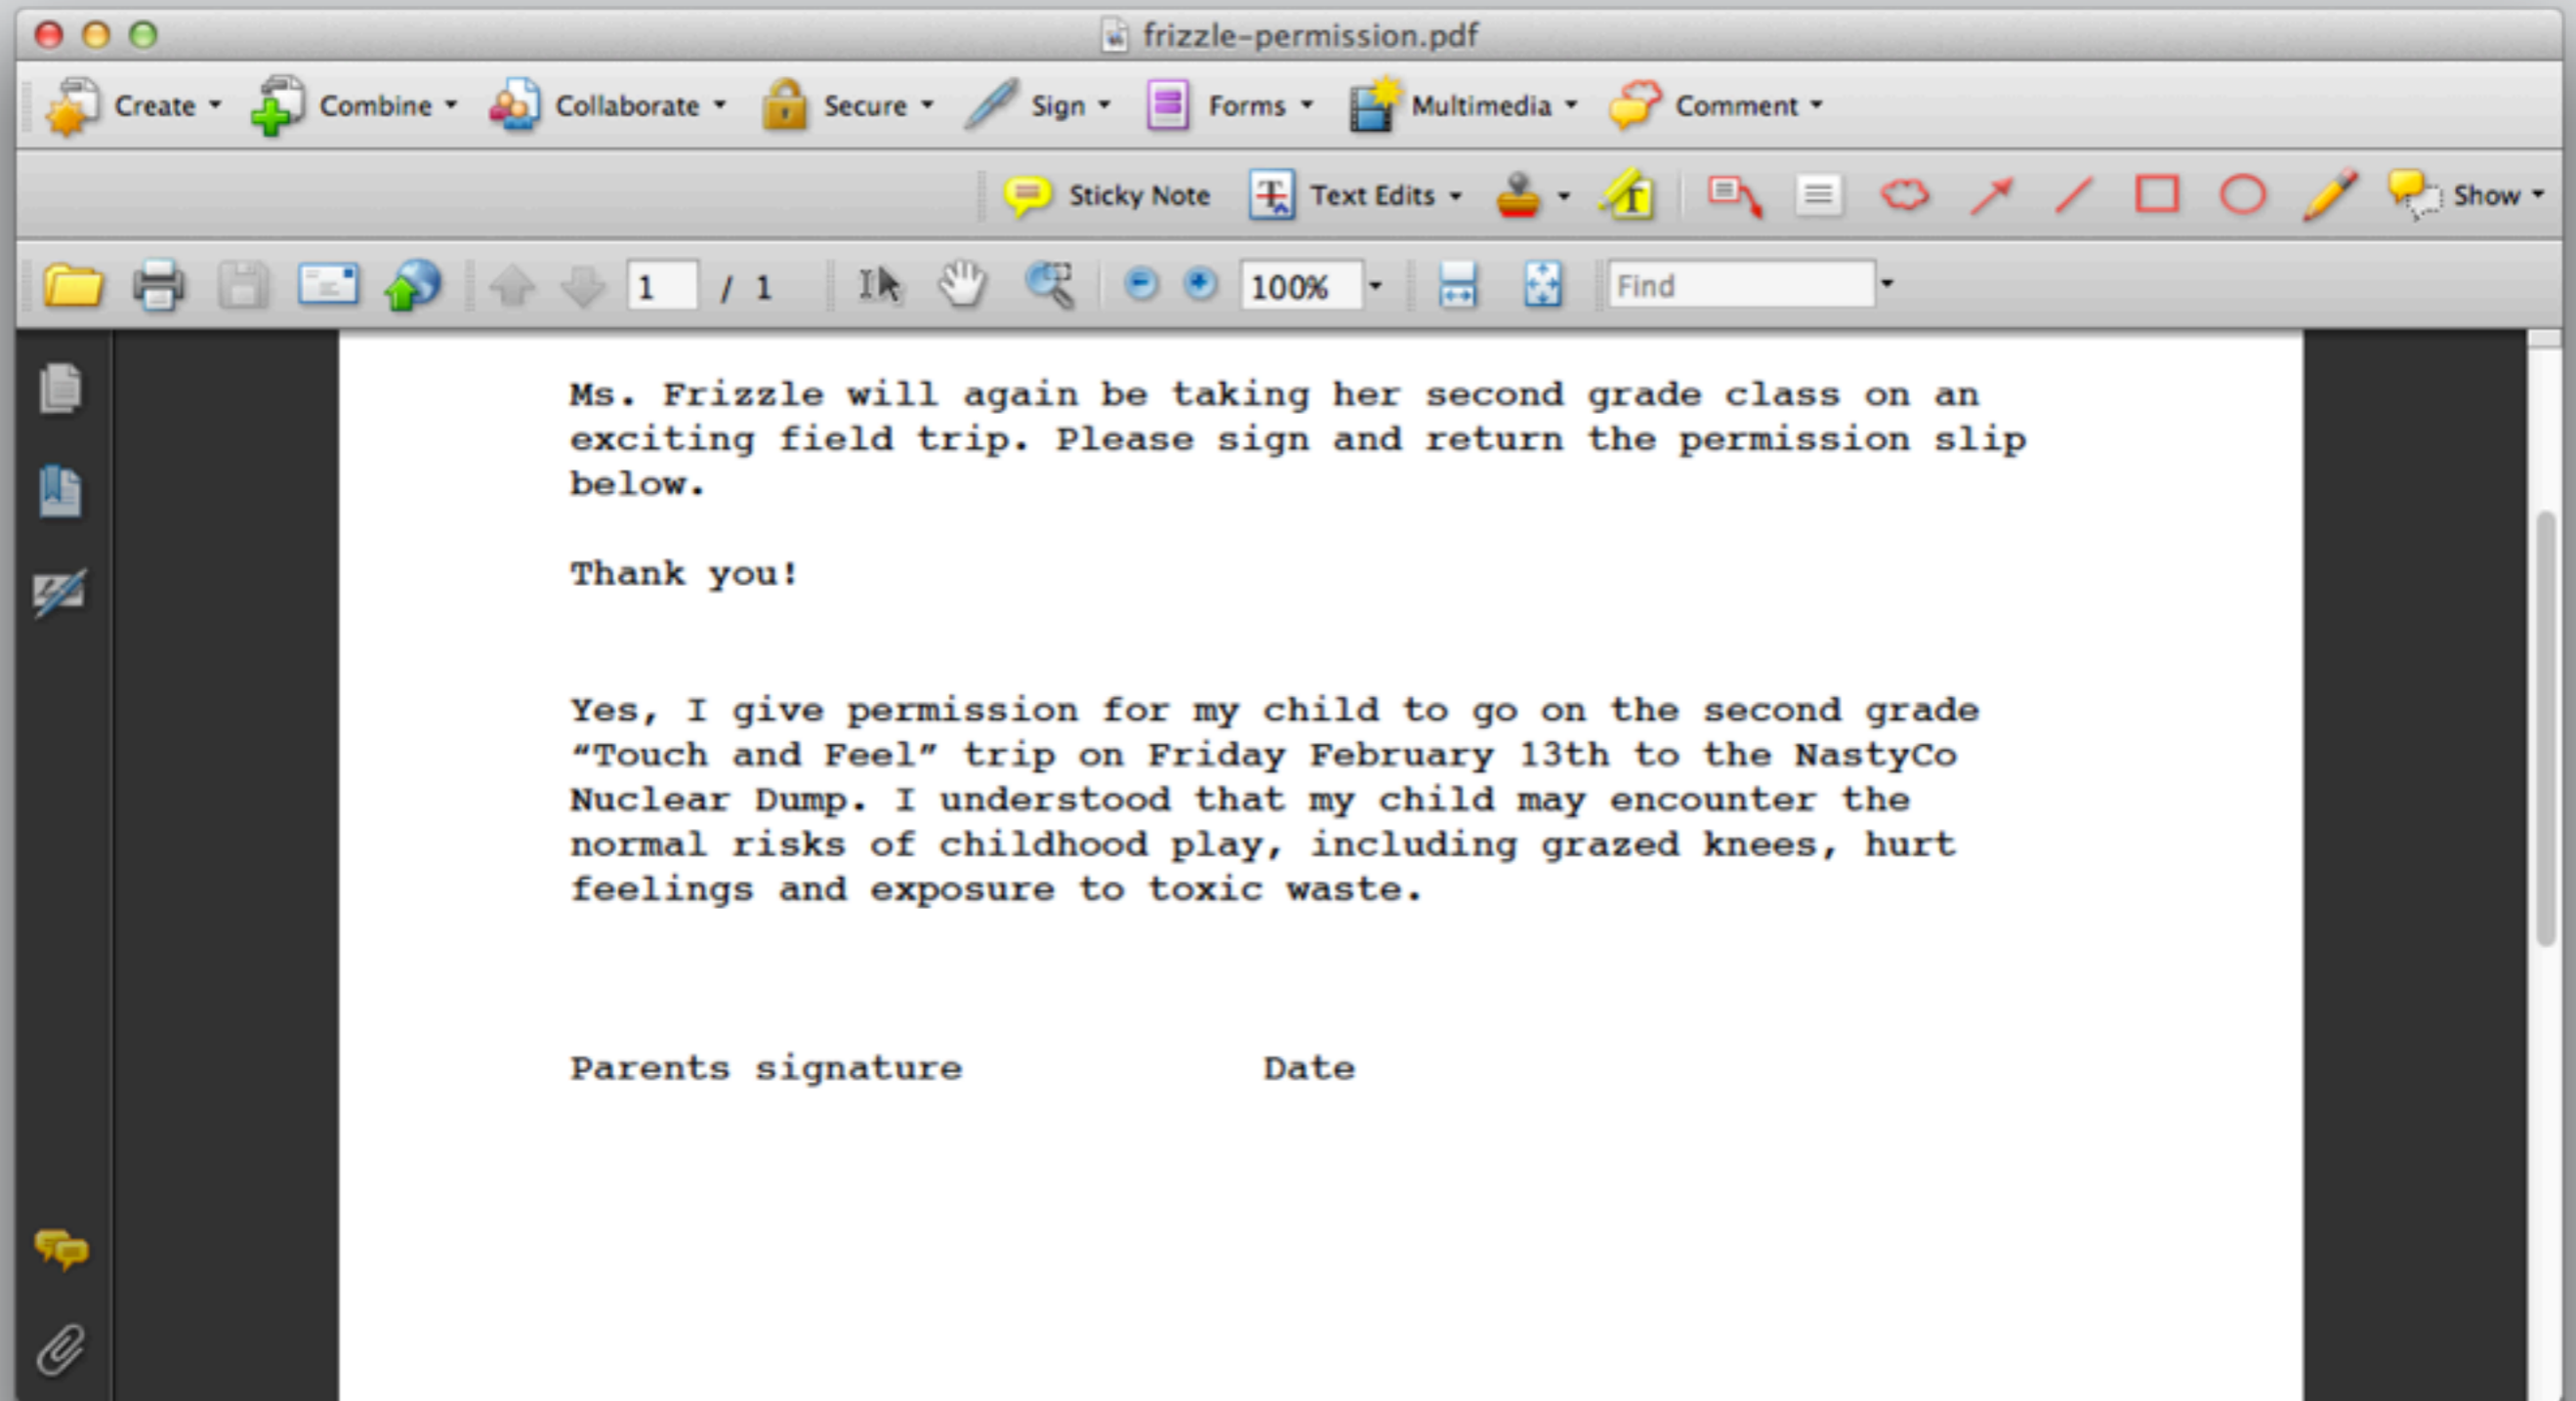 frizzle-permission.pdf
Create Combine Collaborate Secure Sign Forms Multimedia Comment
Sticky Note Text Edits Show
1 / 1 100% Find
Ms. Frizzle will again be taking her second grade class on an
exciting field trip. Please sign and return the permission slip
below.
Thank you!
Yes, I give permission for my child to go on the second grade
“Touch and Feel” trip on Friday February 13th to the NastyCo
Nuclear Dump. I understood that my child may encounter the
normal risks of childhood play, including grazed knees, hurt
feelings and exposure to toxic waste.
Parents signature Date